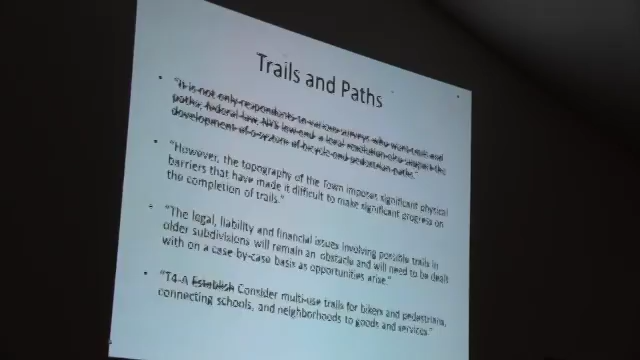 Trails and Paths
• "It is not only respondents to various surveys who want trails and
paths; federal law, NYS law and a legal resolution also support the
development of a system of bicycle and pedestrian paths."
• "However, the topography of the Town imposes significant physical
barriers that have made it difficult to make significant progress on
the completion of trails."
• "The legal, liability and financial issues involving possible trails in
older subdivisions will remain an obstacle and will need to be dealt
with on a case-by-case basis as opportunities arise."
• "T4-A Establish Consider multi-use trails for bikers and pedestrians,
connecting schools, and neighborhoods to goods and services."